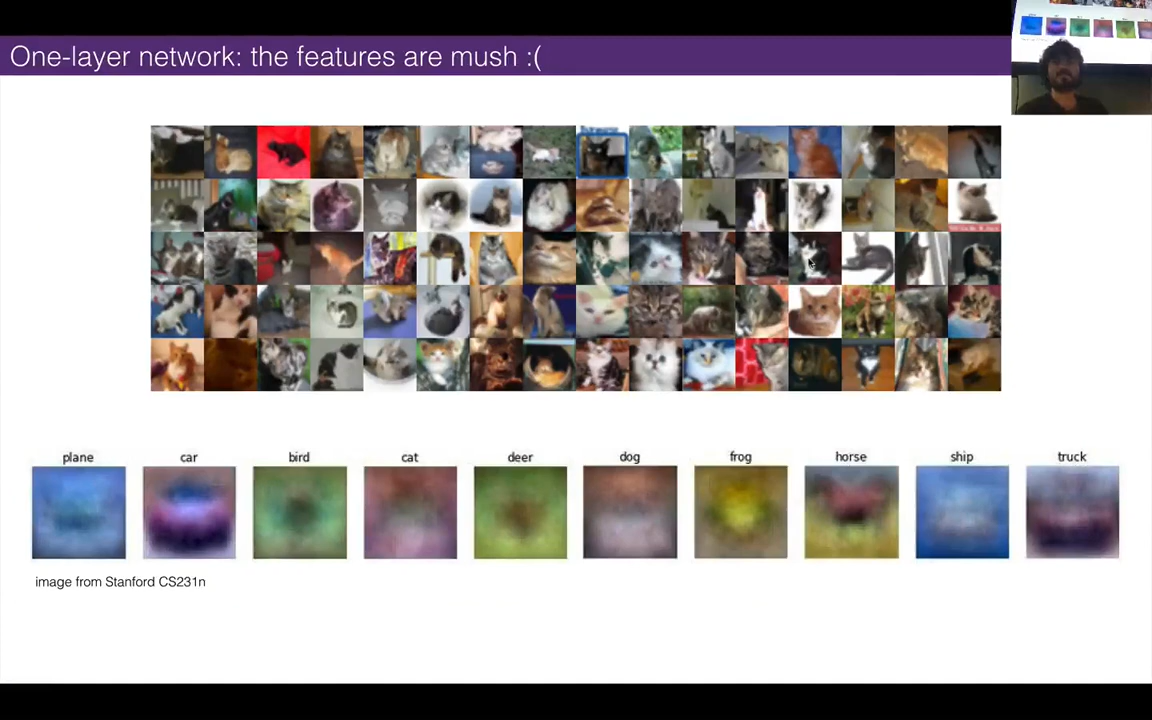 One-layer network: the features are mush :(
plane car bird cat deer dog frog horse ship truck
image from Stanford CS231n